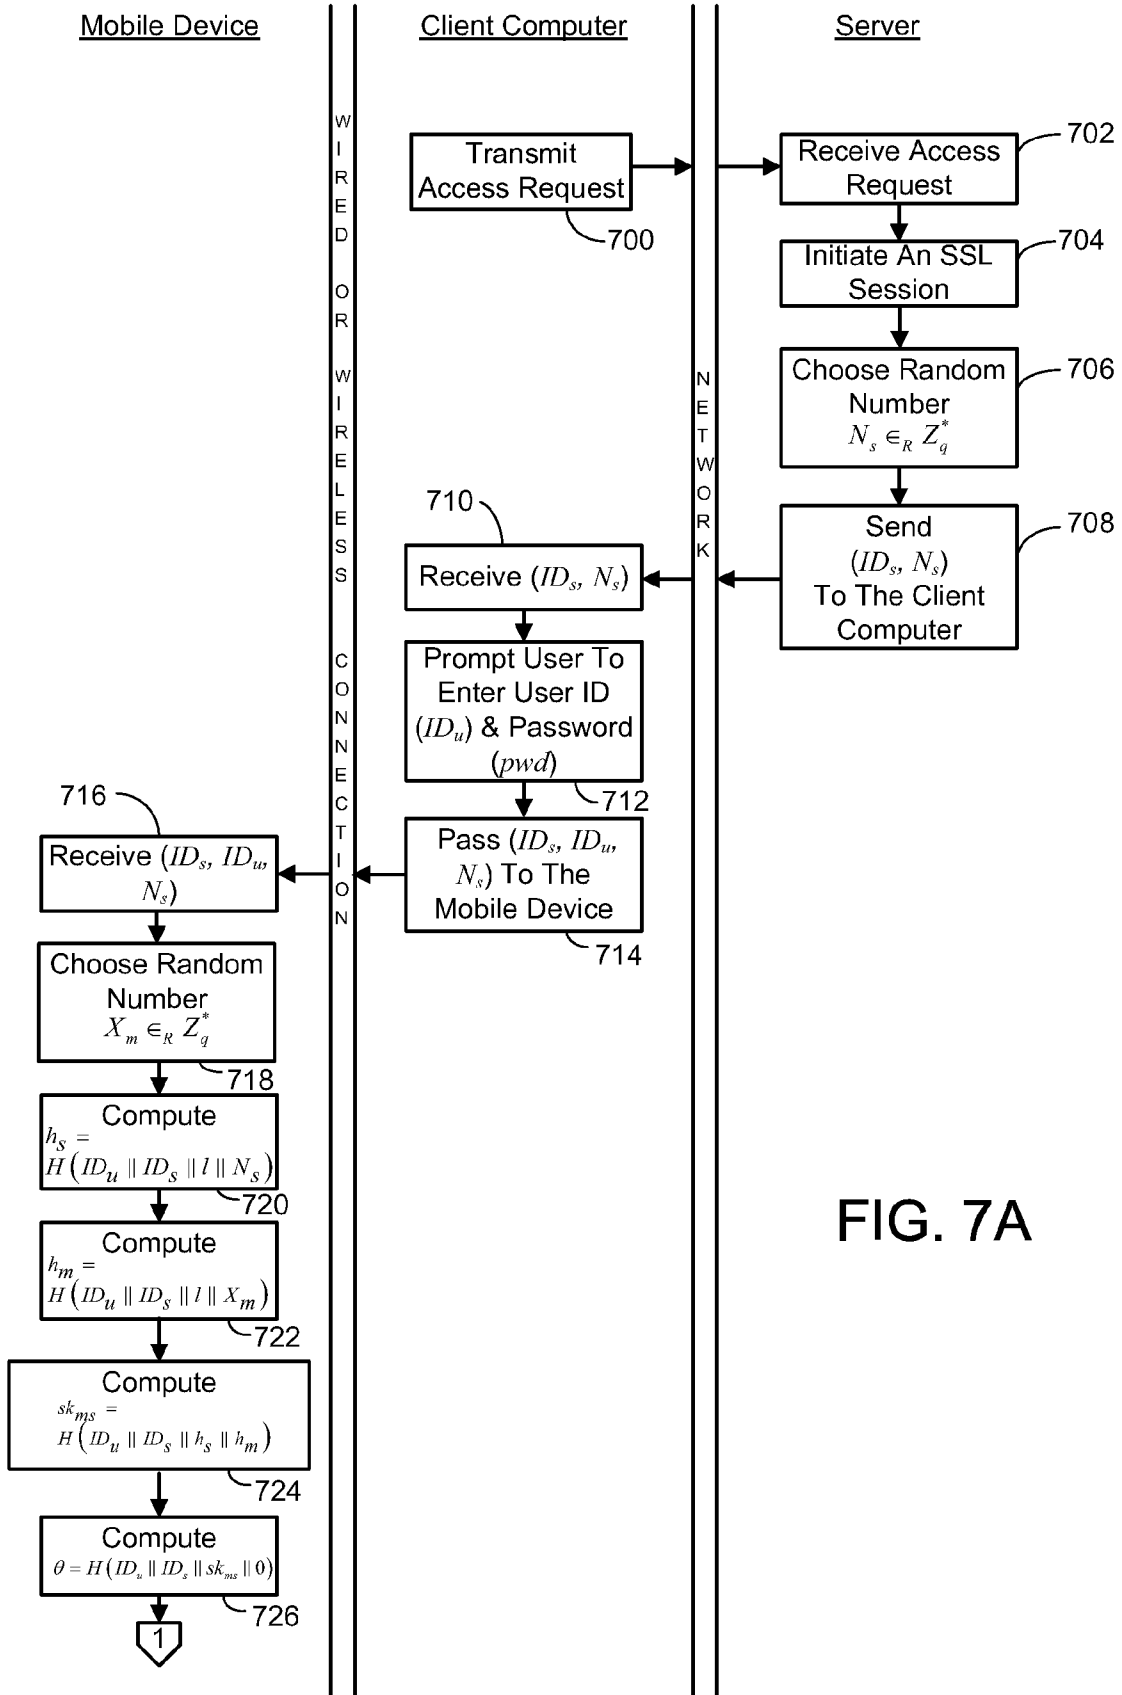 Mobile Device
Client Computer
Server
WIRED OR WIRELESS CONNECTION
NETWORK
Transmit
Access Request
700
Receive Access
Request
702
Initiate An SSL
Session
704
Choose Random
Number
N_s ∈_R Z_q^*
706
Send
(ID_s, N_s)
To The Client
Computer
708
710
Receive (ID_s, N_s)
Prompt User To
Enter User ID
(ID_u) & Password
(pwd)
712
Pass (ID_s, ID_u,
N_s) To The
Mobile Device
714
716
Receive (ID_s, ID_u,
N_s)
Choose Random
Number
X_m ∈_R Z_q^*
718
Compute
h_s =
H(ID_u || ID_s || l || N_s)
720
Compute
h_m =
H(ID_u || ID_s || l || X_m)
722
Compute
sk_ms =
H(ID_u || ID_s || h_s || h_m)
724
Compute
θ = H(ID_u || ID_s || sk_ms || 0)
726
1
FIG. 7A